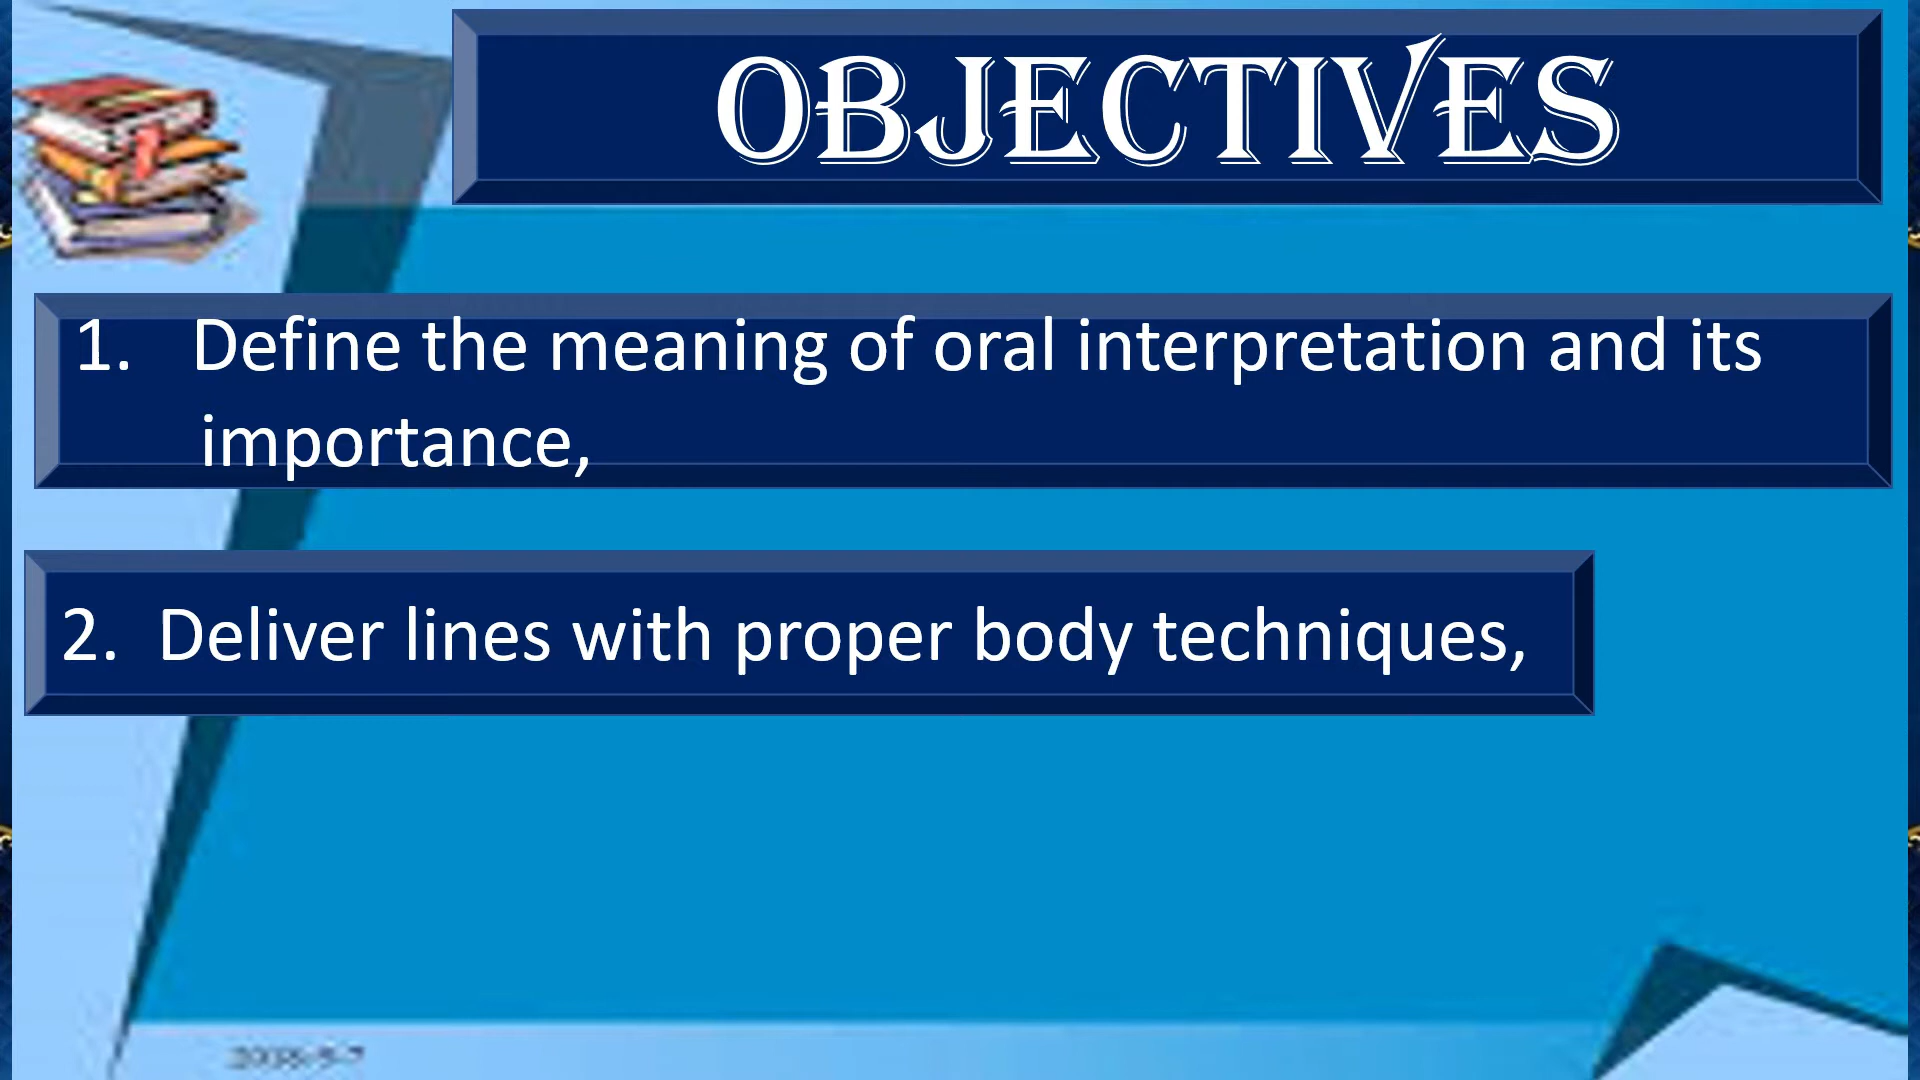 OBJECTIVES
1. Define the meaning of oral interpretation and its
importance,
2. Deliver lines with proper body techniques,